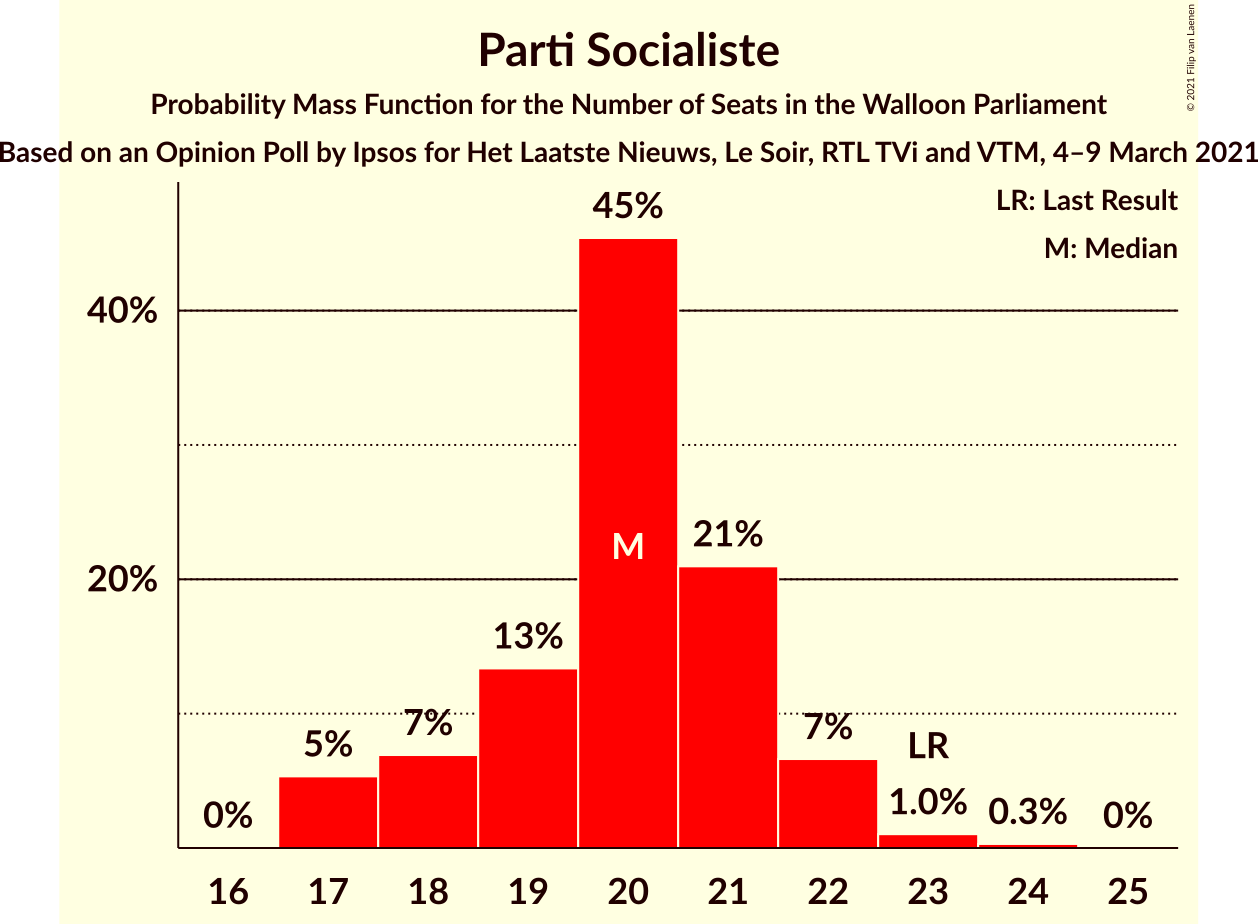 Parti Socialiste
Probability Mass Function for the Number of Seats in the Walloon Parliament
Based on an Opinion Poll by Ipsos for Het Laatste Nieuws, Le Soir, RTL TVi and VTM, 4–9 March 2021
© 2021 Filip van Laenen
LR: Last Result
M: Median
45%
40%
M
21%
20%
13%
7%
7%
5%
LR
1.0%
0.3%
0%
0%
16 17 18 19 20 21 22 23 24 25